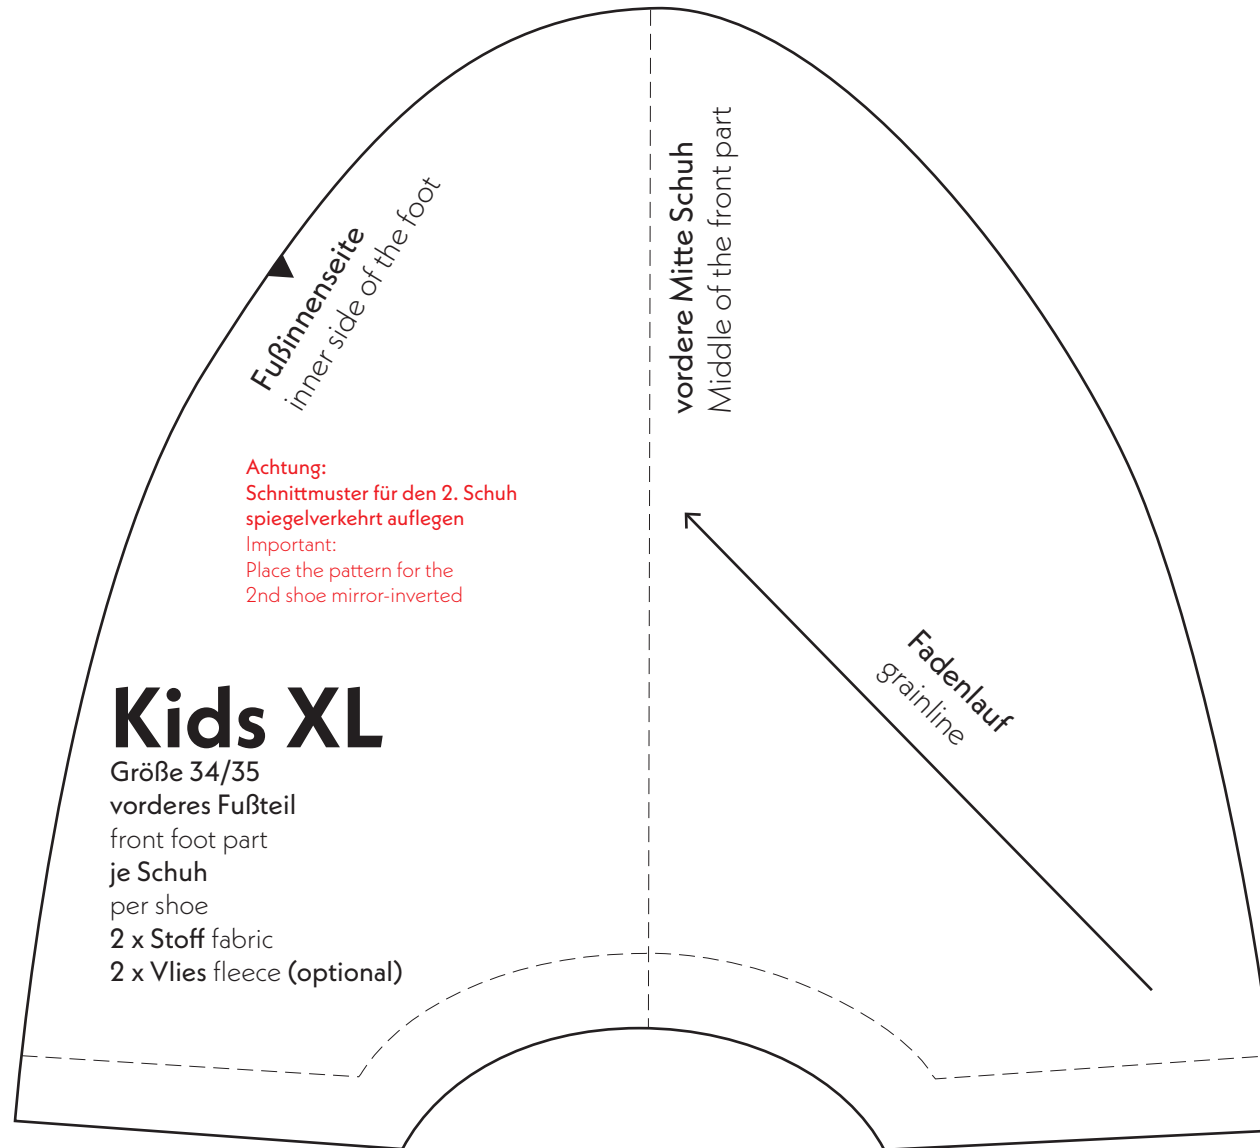 Fußinnenseite
inner side of the foot
vordere Mitte Schuh
Middle of the front part
Achtung:
Schnittmuster für den 2. Schuh
spiegelverkehrt auflegen
Important:
Place the pattern for the
2nd shoe mirror-inverted
Fadenlauf
grainline
Kids XL
Größe 34/35
vorderes Fußteil
front foot part
je Schuh
per shoe
2 x Stoff fabric
2 x Vlies fleece (optional)